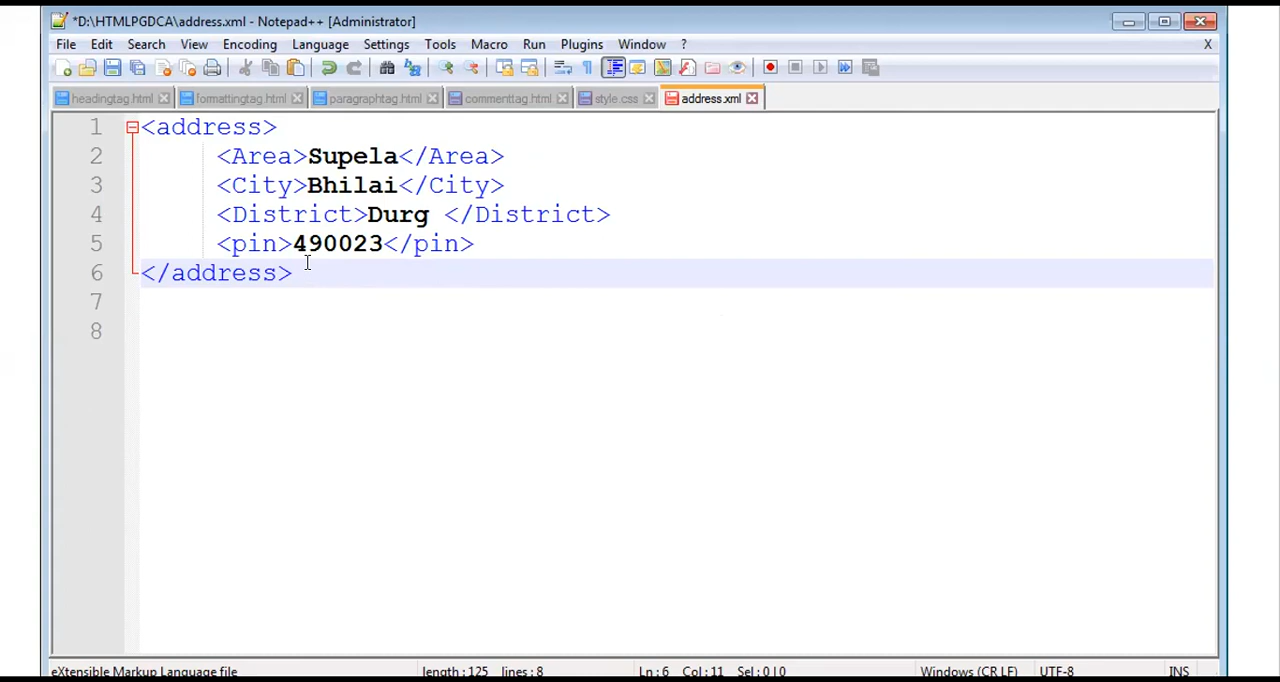 *D:\HTMLPGDCA\address.xml - Notepad++ [Administrator]
File Edit Search View Encoding Language Settings Tools Macro Run Plugins Window ? X
headingtag.html formattingtag.html paragraphtag.html commenttag.html style.css address.xml
1 <address>
2 <Area>Supela</Area>
3 <City>Bhilai</City>
4 <District>Durg </District>
5 <pin>490023</pin>
6 </address>
7
8
eXtensible Markup Language file length : 125 lines : 8 Ln : 6 Col : 11 Sel : 0 | 0 Windows (CR LF) UTF-8 INS